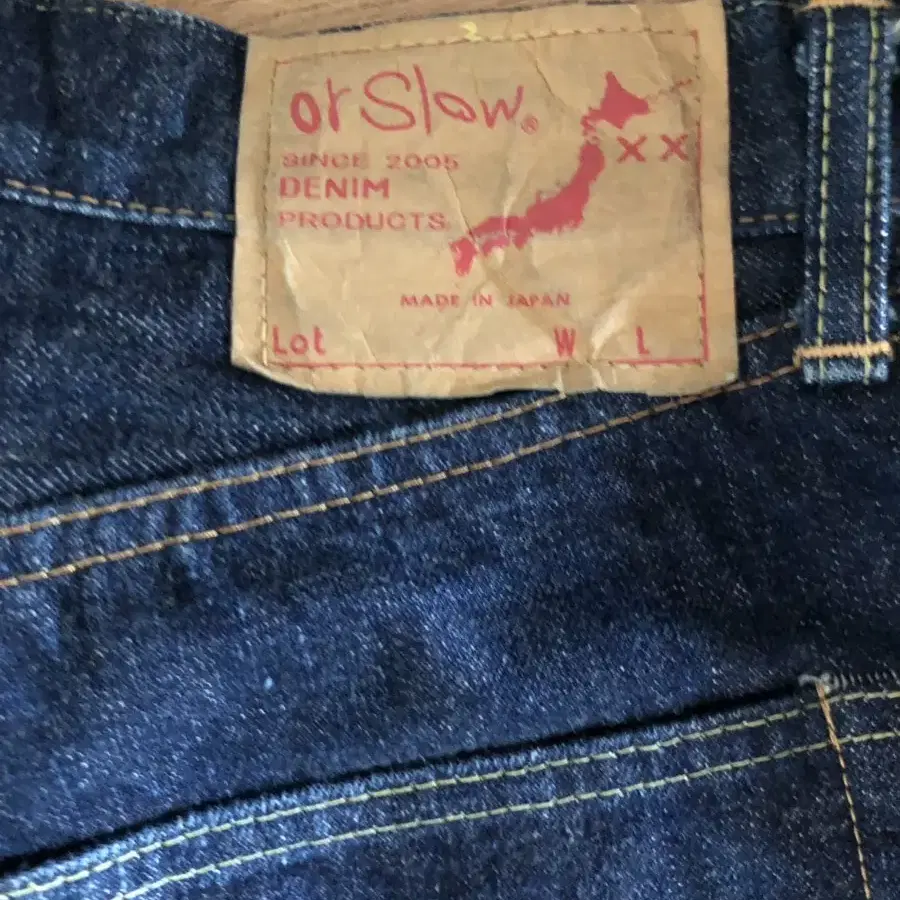 or Slow®
XX
SINCE 2005
DENIM
PRODUCTS
MADE IN JAPAN
Lot W L